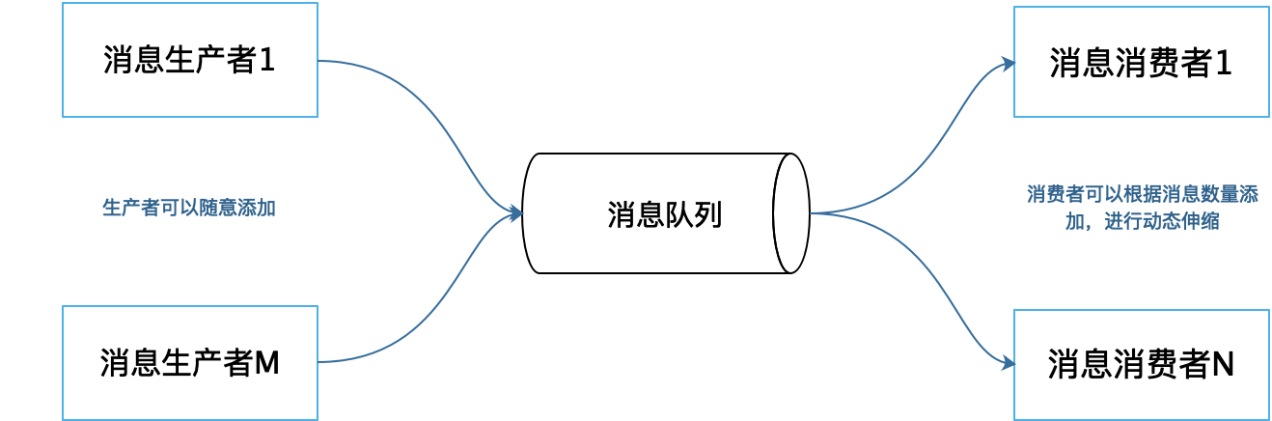 消息生产者1
消息消费者1
生产者可以随意添加
消费者可以根据消息数量添
加，进行动态伸缩
消息队列
消息生产者M
消息消费者N